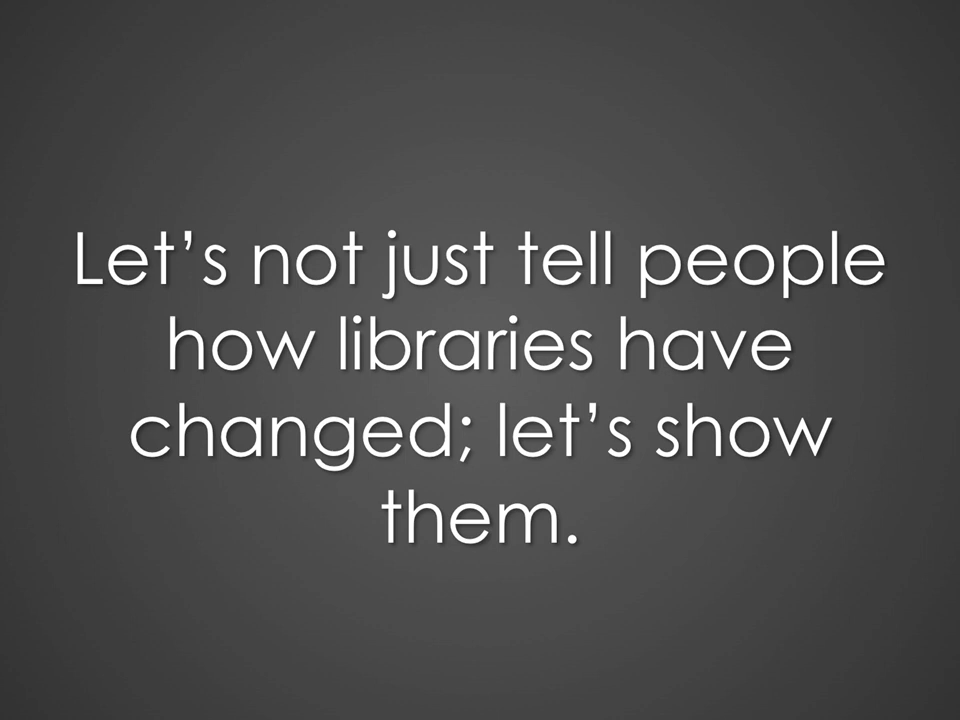 Let’s not just tell people
how libraries have
changed; let’s show
them.